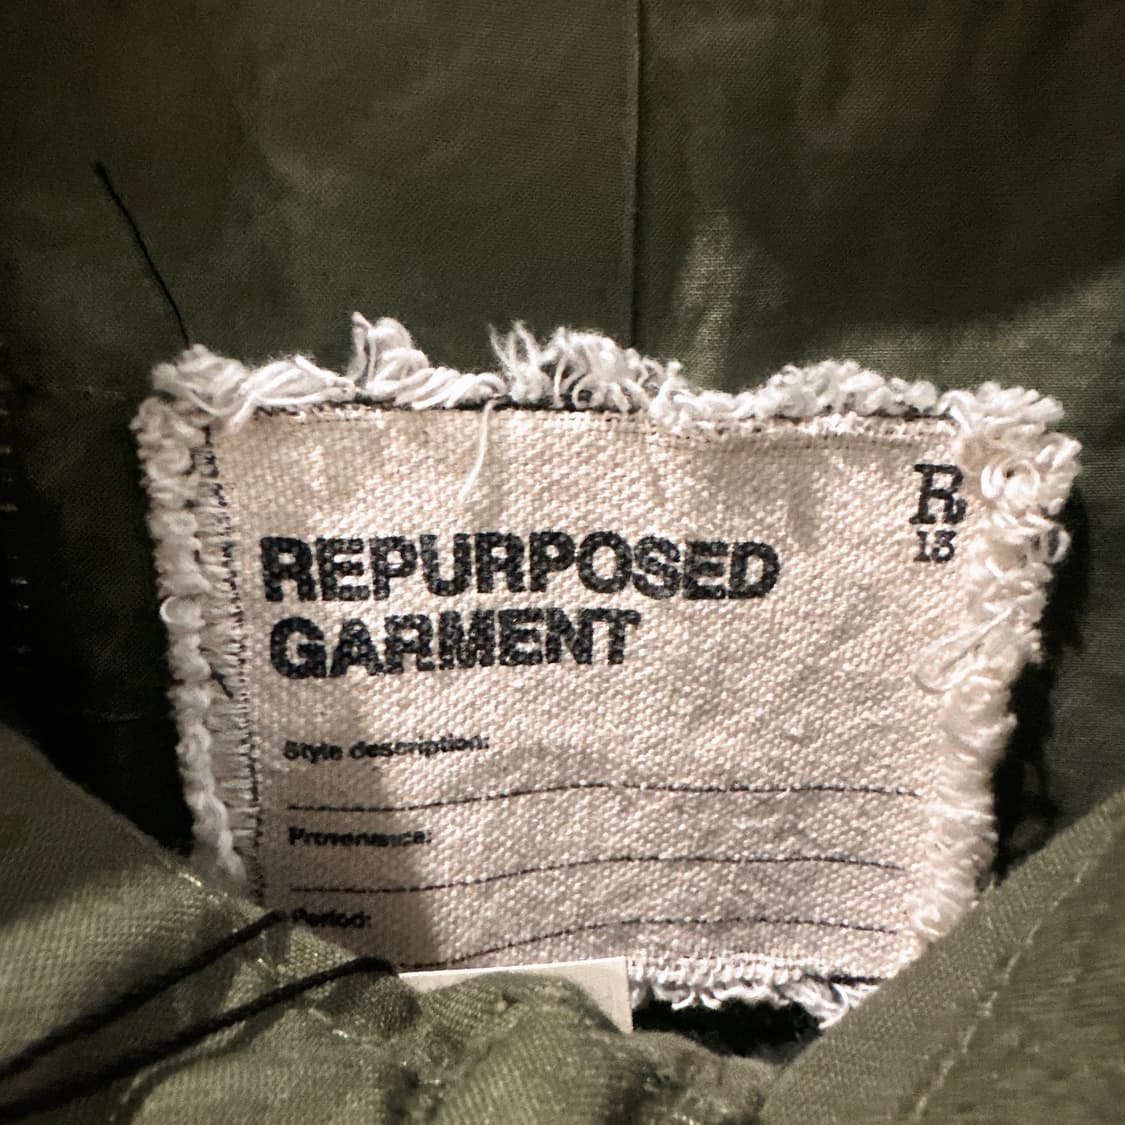 R
13
REPURPOSED
GARMENT
Style description:
Provenance:
Period: